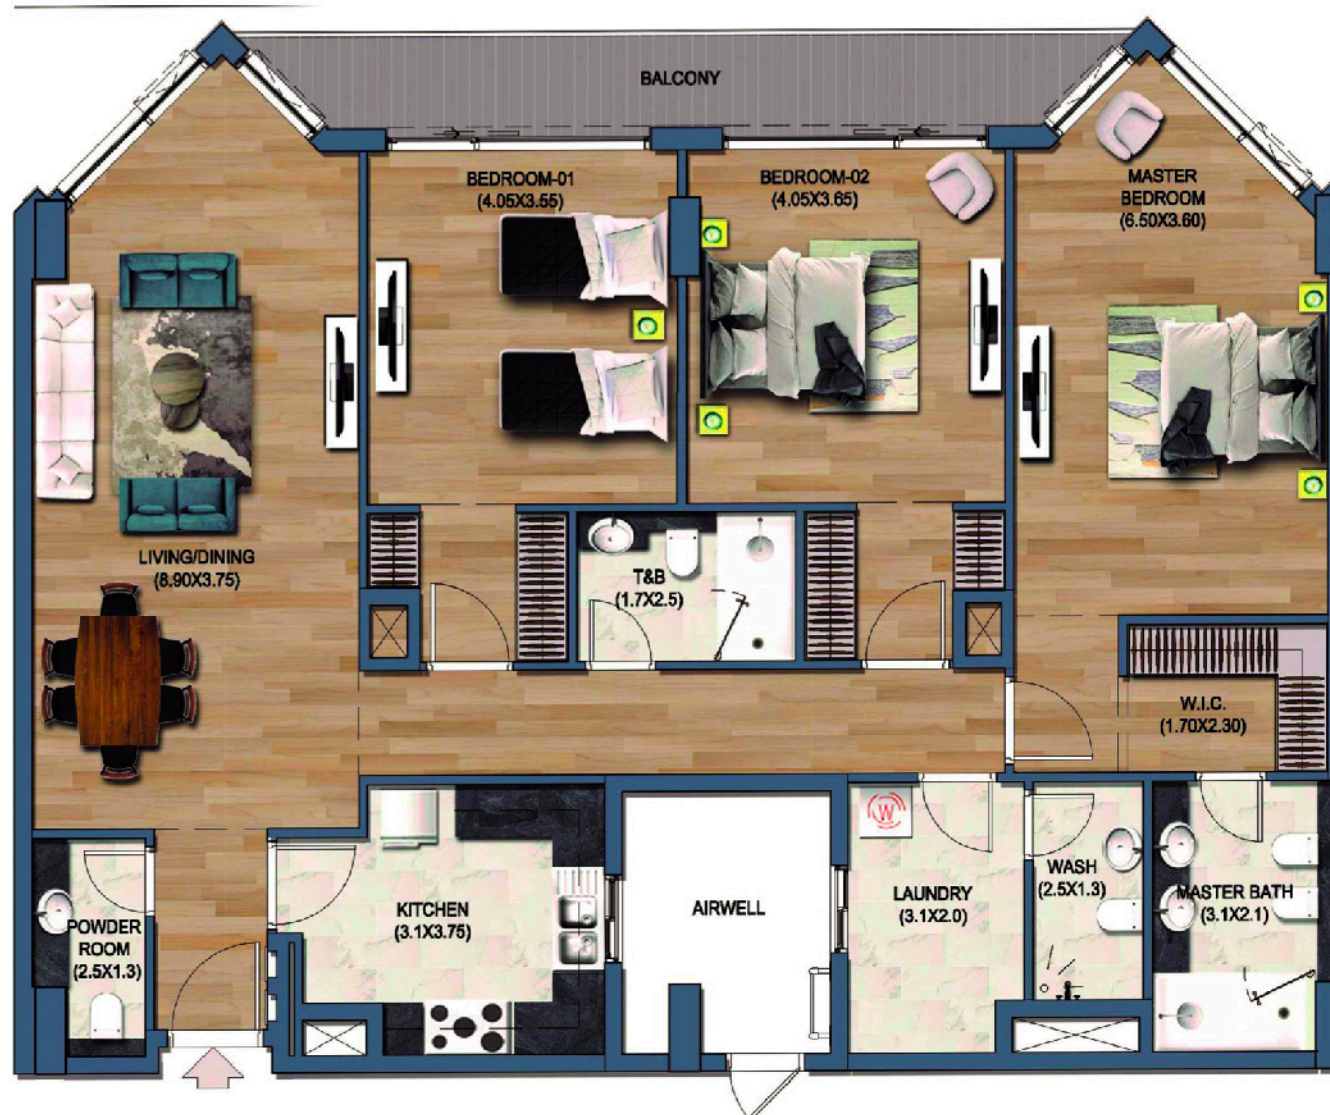 BALCONY
BEDROOM-01
(4.05X3.55)
BEDROOM-02
(4.05X3.65)
MASTER
BEDROOM
(6.50X3.60)
LIVING/DINING
(8.90X3.75)
T&B
(1.7X2.5)
W.I.C.
(1.70X2.30)
W
KITCHEN
(3.1X3.75)
AIRWELL
LAUNDRY
(3.1X2.0)
WASH
(2.5X1.3)
MASTER BATH
(3.1X2.1)
POWDER
ROOM
(2.5X1.3)